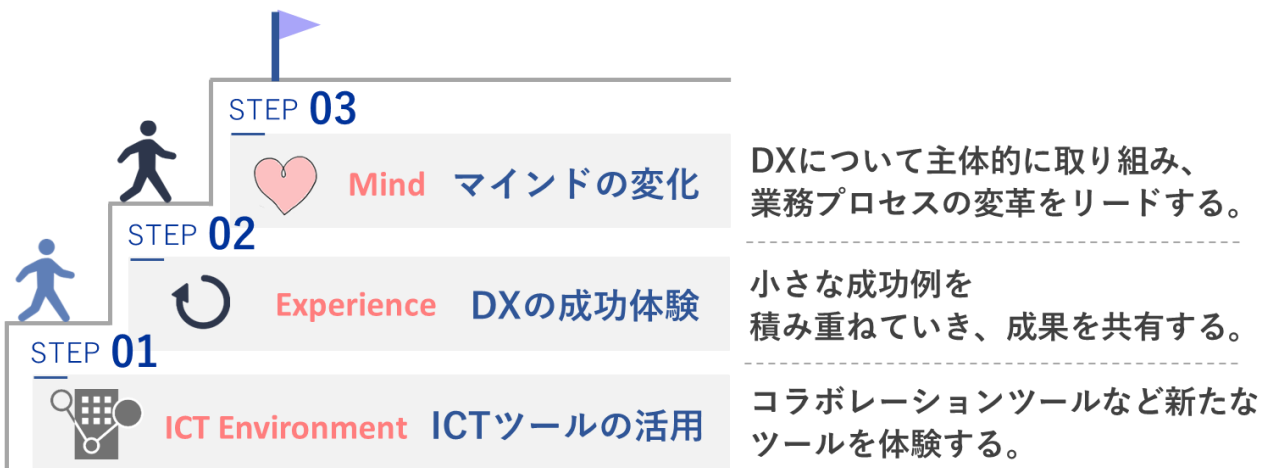 STEP 03
Mind マインドの変化
DXについて主体的に取り組み、
業務プロセスの変革をリードする。
STEP 02
Experience DXの成功体験
小さな成功例を
積み重ねていき、成果を共有する。
STEP 01
ICT Environment ICTツールの活用
コラボレーションツールなど新たな
ツールを体験する。